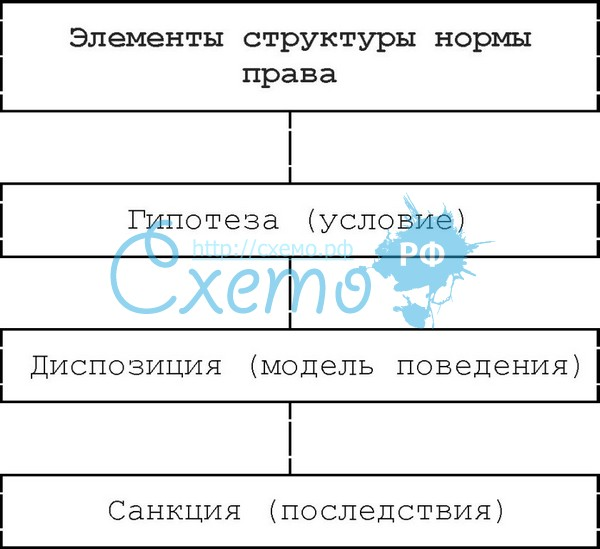 Элементы структуры нормы
права
Гипотеза (условие)
http://схемо.рф
Схемо РФ
Диспозиция (модель поведения)
Санкция (последствия)